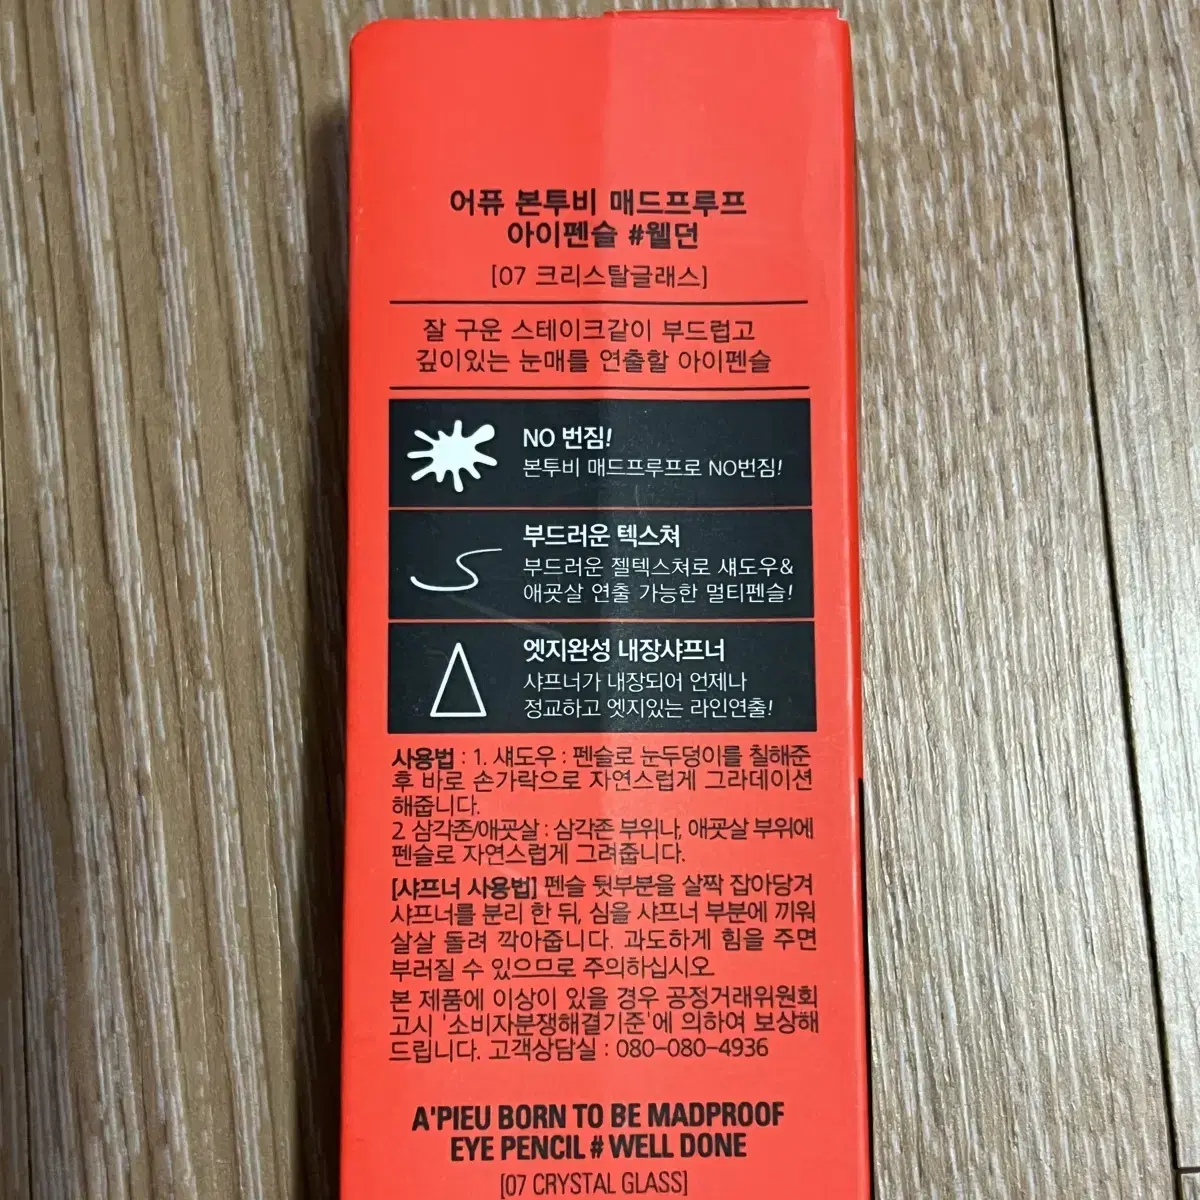 어퓨 본투비 매드프루프
아이펜슬 #웰던
[07 크리스탈글래스]
잘 구운 스테이크같이 부드럽고
깊이있는 눈매를 연출할 아이펜슬
NO 번짐!
본투비 매드프루프로 NO번짐!
부드러운 텍스쳐
부드러운 젤텍스쳐로 섀도우&
애굣살 연출 가능한 멀티펜슬!
엣지완성 내장샤프너
샤프너가 내장되어 언제나
정교하고 엣지있는 라인연출!
사용법 : 1. 섀도우 : 펜슬로 눈두덩이를 칠해준
후 바로 손가락으로 자연스럽게 그라데이션
해줍니다.
2. 삼각존/애굣살 : 삼각존 부위나, 애굣살 부위에
펜슬로 자연스럽게 그려줍니다.
[샤프너 사용법] 펜슬 뒷부분을 살짝 잡아당겨
샤프너를 분리 한 뒤, 심을 샤프너 부분에 끼워
살살 돌려 깍아줍니다. 과도하게 힘을 주면
부러질 수 있으므로 주의하십시오.
본 제품에 이상이 있을 경우 공정거래위원회
고시 '소비자분쟁해결기준'에 의하여 보상해
드립니다. 고객상담실 : 080-080-4936
A'PIEU BORN TO BE MADPROOF
EYE PENCIL # WELL DONE
[07 CRYSTAL GLASS]